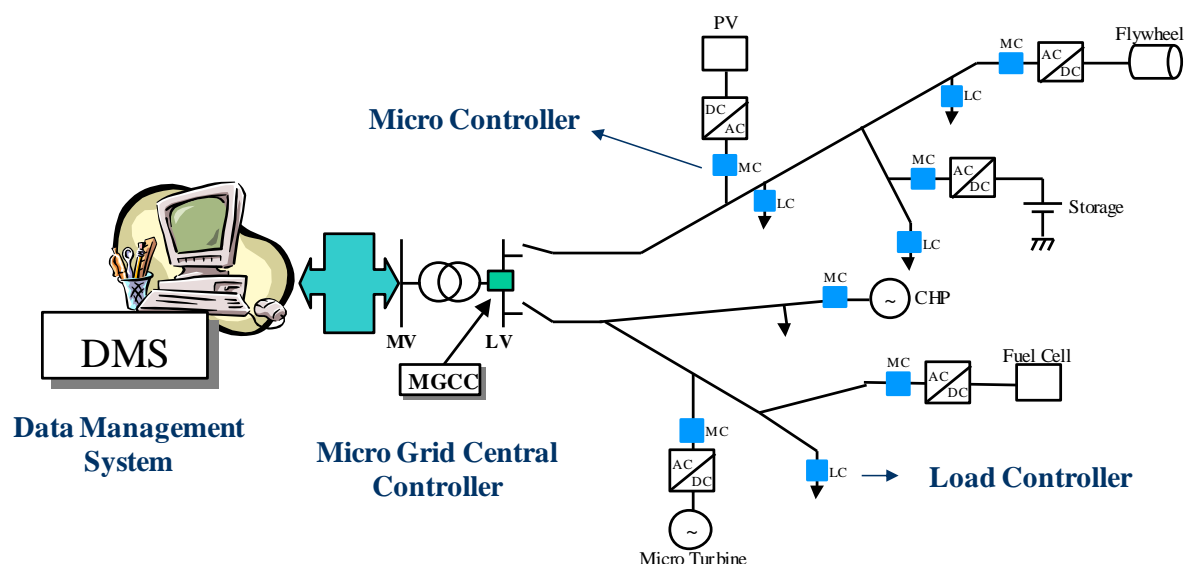 PV
Flywheel
MC
AC
DC
LC
DC
AC
Micro Controller
MC
LC
MC
AC
DC
Storage
LC
MC
~
CHP
MV
LV
DMS
MGCC
Fuel Cell
MC
AC
DC
Data Management
System
Micro Grid Central
Controller
MC
AC
DC
LC
Load Controller
~
Micro Turbine